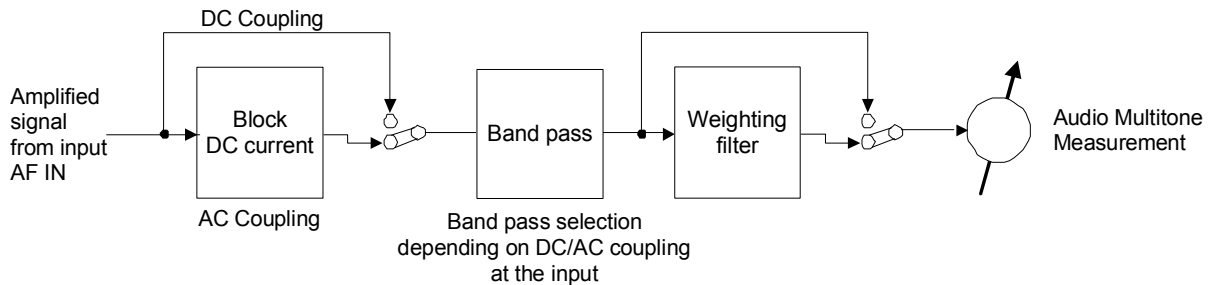 DC Coupling
Amplified
signal
from input
AF IN
Block
DC current
AC Coupling
Band pass
Band pass selection
depending on DC/AC coupling
at the input
Weighting
filter
Audio Multitone
Measurement